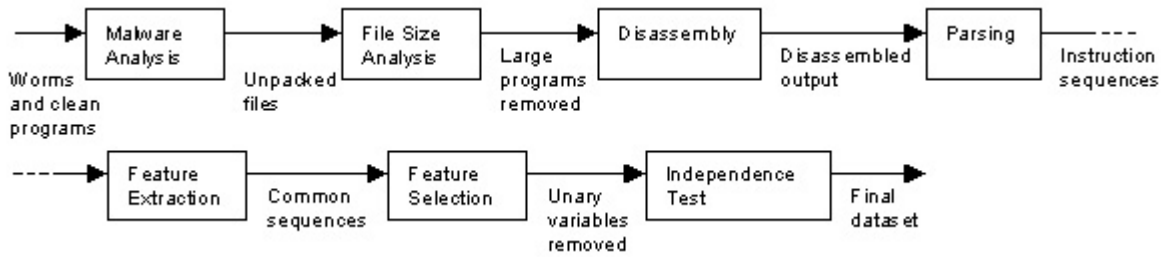 Malware
Analysis
File Size
Analysis
Disassembly
Parsing
Worms
and clean
programs
Unpacked
files
Large
programs
removed
Disassembled
output
Instruction
sequences
Feature
Extraction
Feature
Selection
Independence
Test
Common
sequences
Unary
variables
removed
Final
dataset